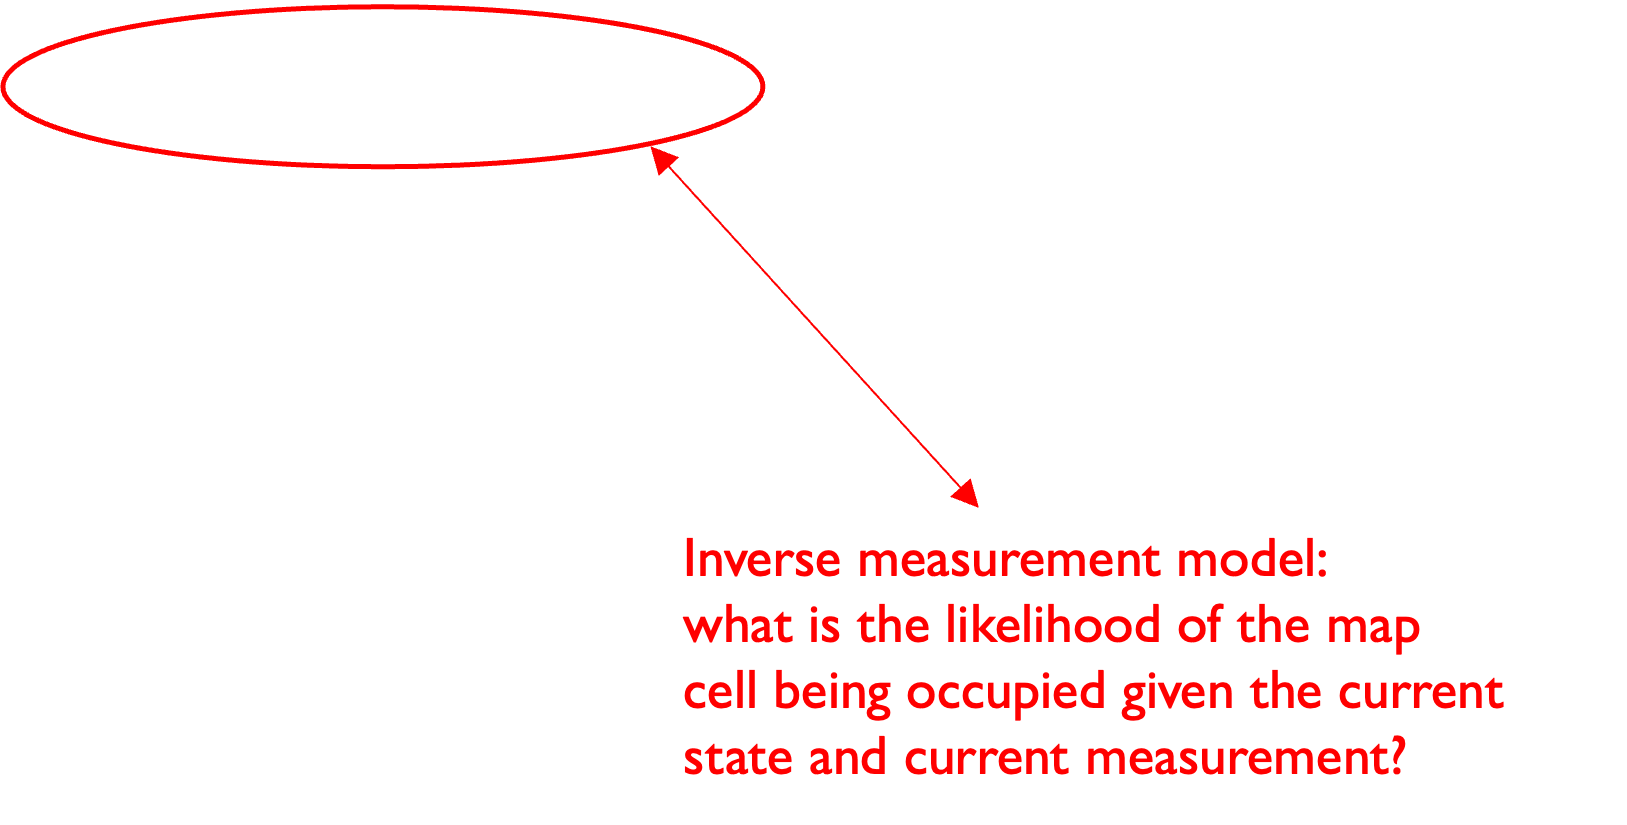 Inverse measurement model:
what is the likelihood of the map
cell being occupied given the current
state and current measurement?